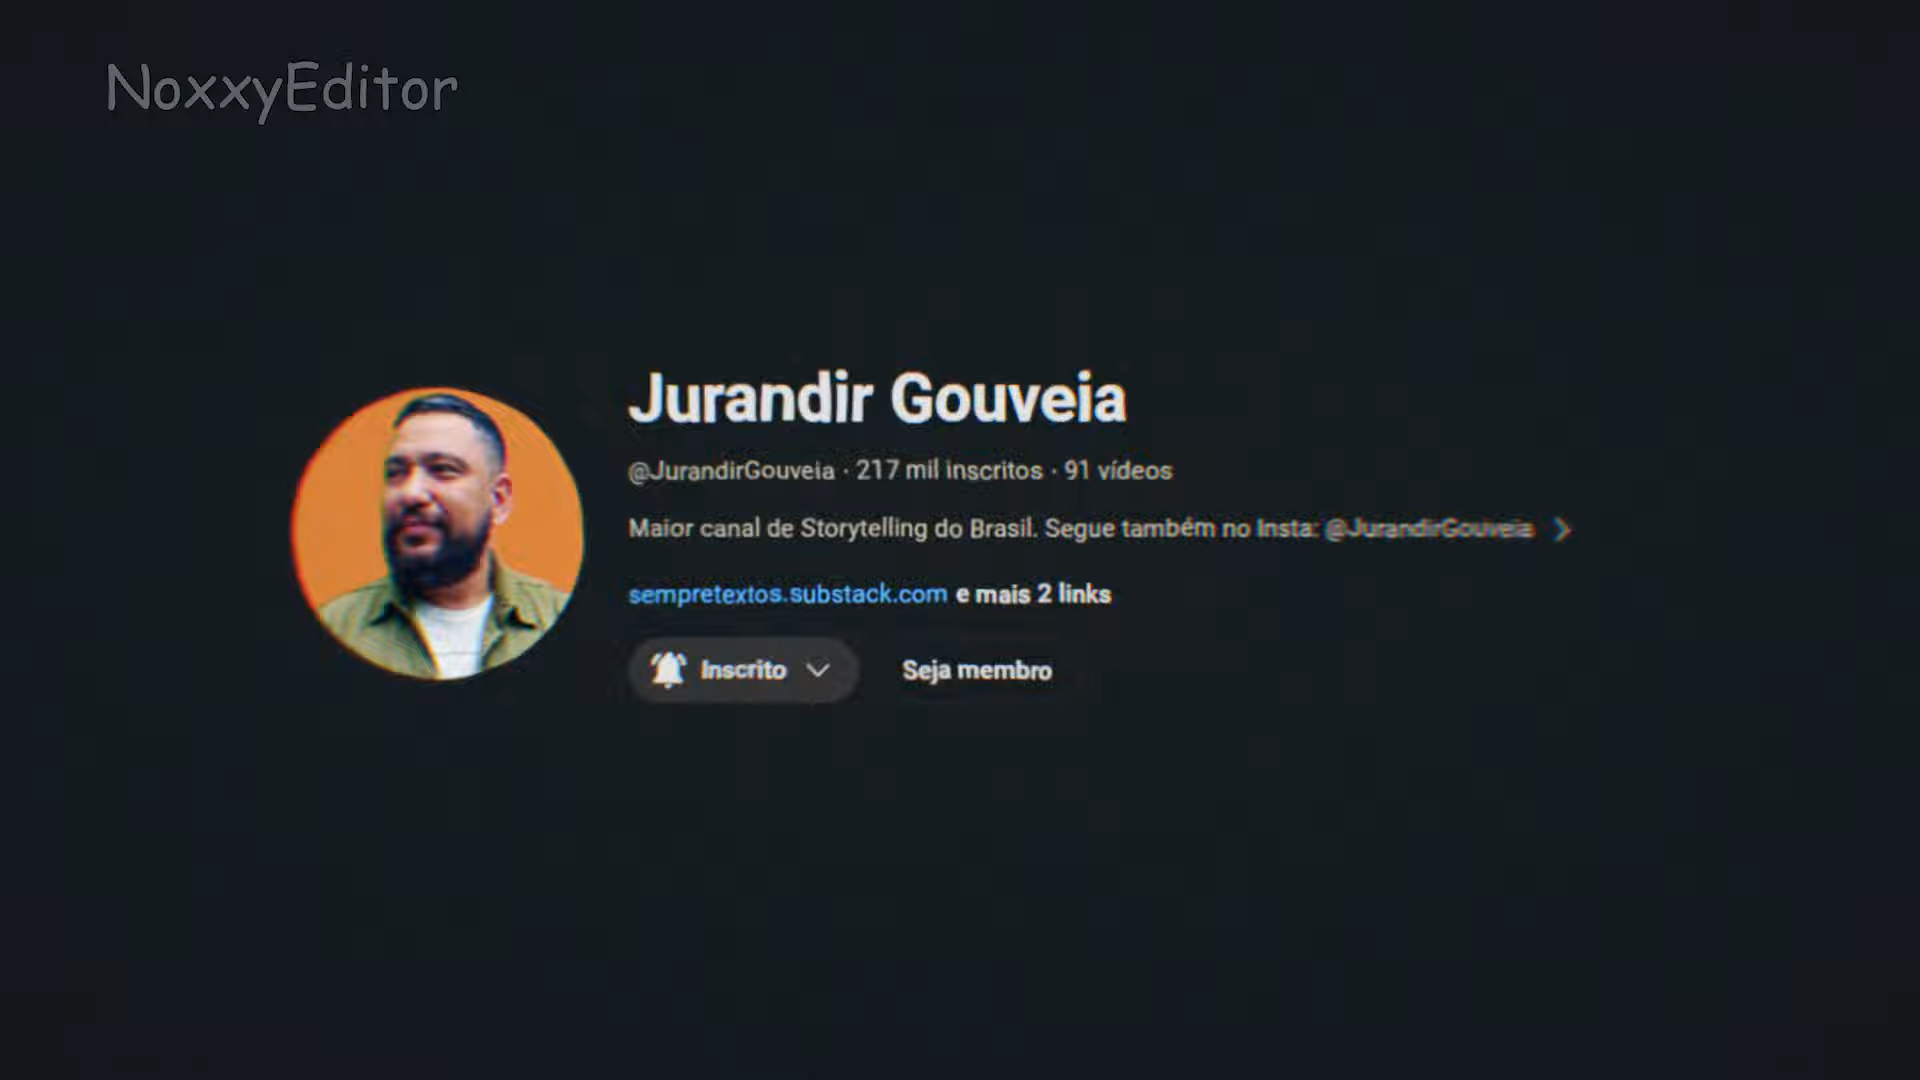 NoxxyEditor
Jurandir Gouveia
@JurandirGouveia · 217 mil inscritos · 91 vídeos
Maior canal de Storytelling do Brasil. Segue também no Insta: @JurandirGouveia
sempretextos.substack.com e mais 2 links
Inscrito
Seja membro